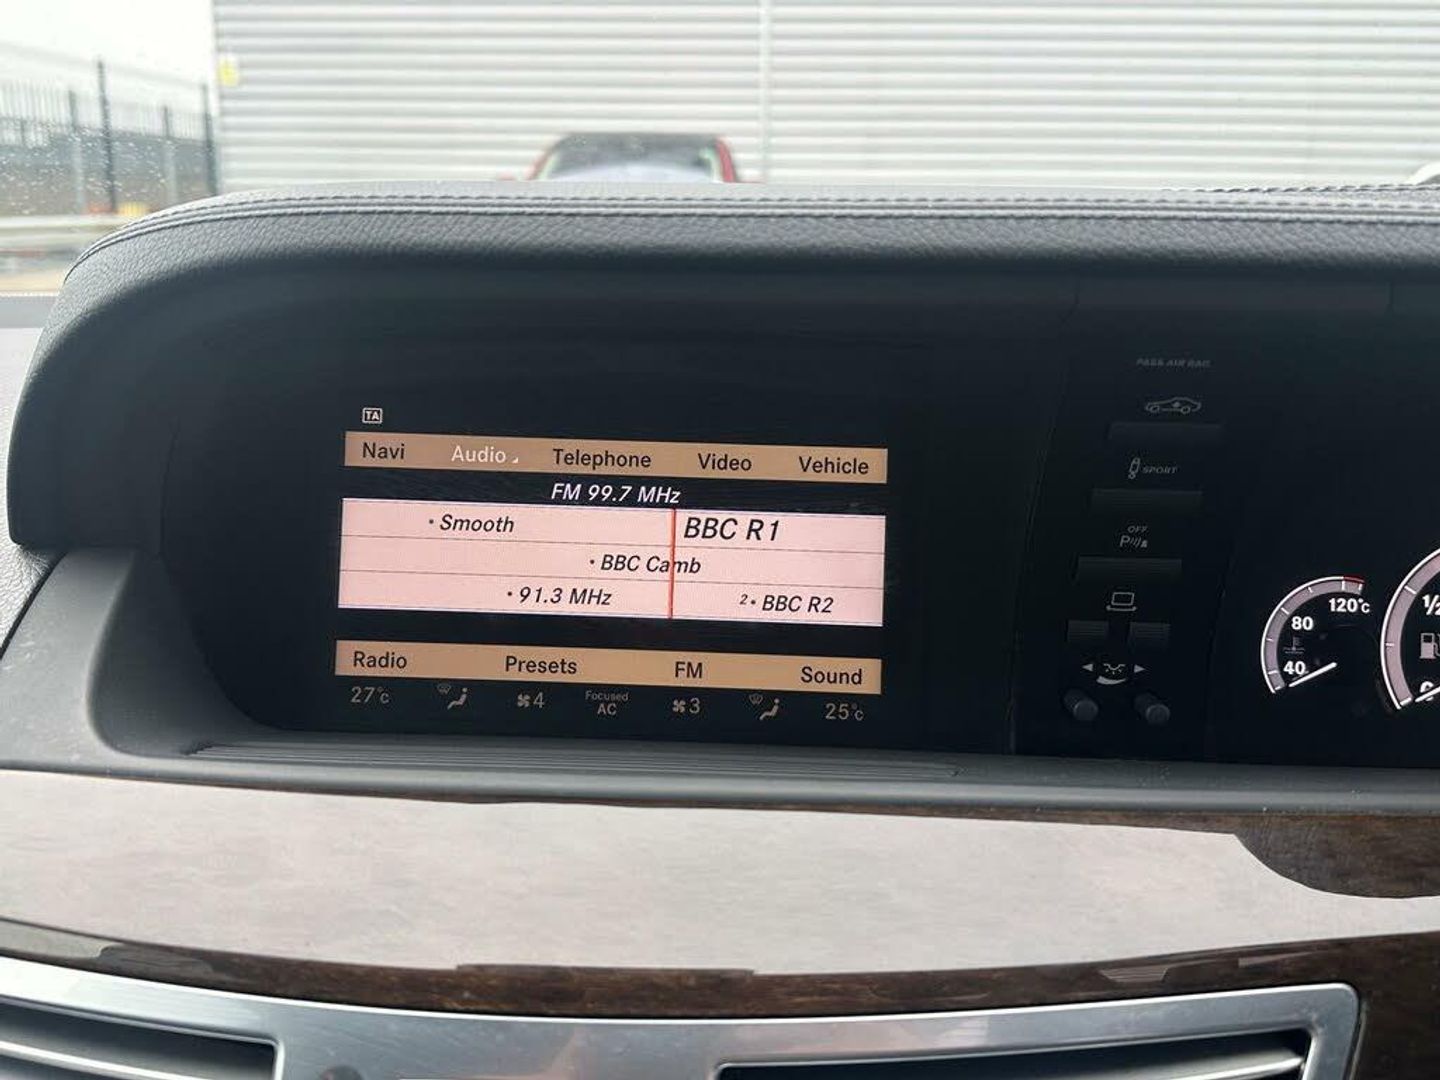 PASS AIR BAG
TA
Navi Audio Telephone Video Vehicle
FM 99.7 MHz
• Smooth BBC R1
• BBC Camb
• 91.3 MHz 2• BBC R2
Radio Presets FM Sound
27°C 4 Focused AC 3 25°C
SPORT
OFF
P
120°C
80
40
1/2
0